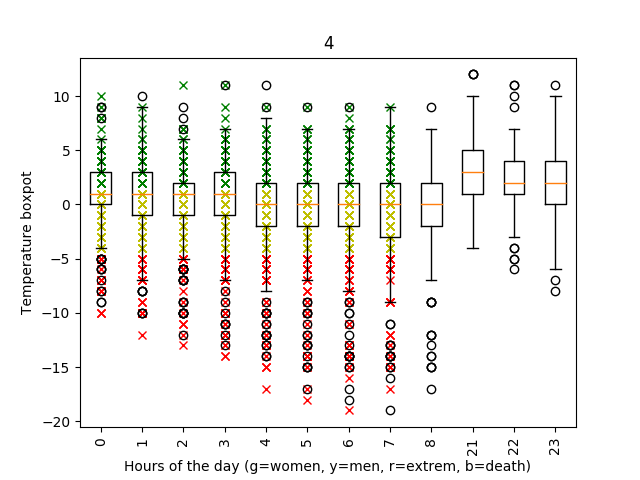 4
Temperature boxpot
10
5
0
−5
−10
−15
−20
0 1 2 3 4 5 6 7 8 21 22 23
Hours of the day (g=women, y=men, r=extrem, b=death)